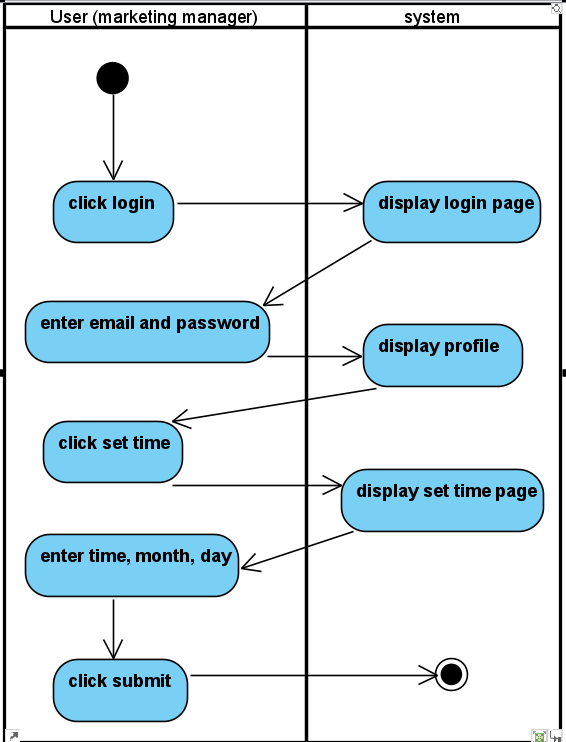 User (marketing manager)
system
click login
display login page
enter email and password
display profile
click set time
display set time page
enter time, month, day
click submit